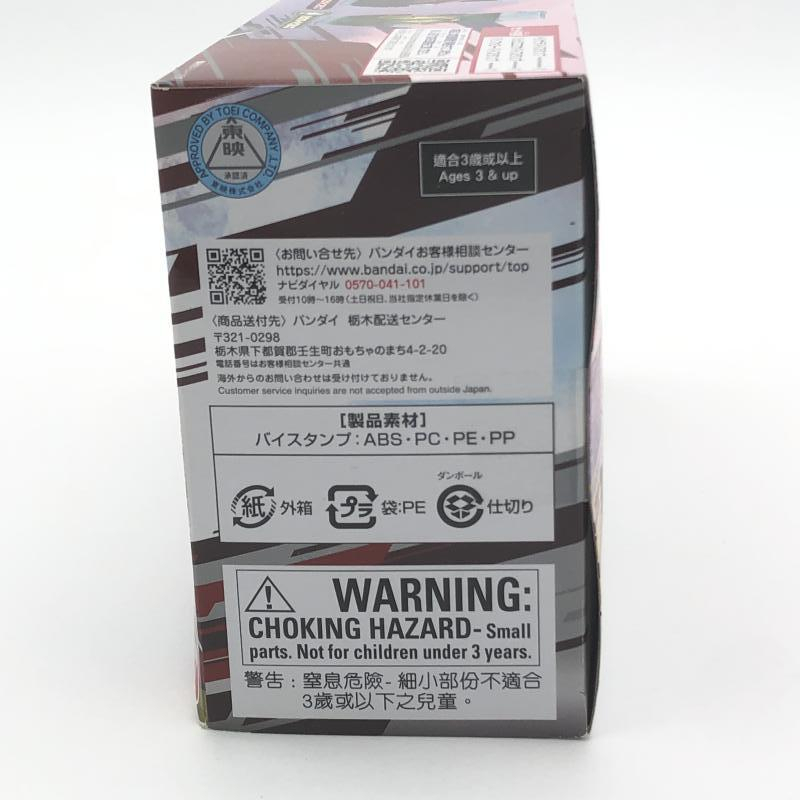 APPROVED BY TOEI COMPANY, LTD.
東映
承認済
東映株式会社
適合3歳或以上
Ages 3 & up
〈お問い合せ先〉バンダイお客様相談センター
https://www.bandai.co.jp/support/top
ナビダイヤル 0570-041-101
受付10時〜16時(土日祝日、当社指定休業日を除く)
〈商品送付先〉バンダイ 栃木配送センター
〒321-0298
栃木県下都賀郡壬生町おもちゃのまち4-2-20
電話番号はお客様相談センター共通
海外からのお問い合わせは受け付けておりません。
Customer service inquiries are not accepted from outside Japan.
[製品素材]
バイスタンプ:ABS・PC・PE・PP
紙 外箱
プラ 袋:PE
ダンボール
仕切り
WARNING:
CHOKING HAZARD- Small
parts. Not for children under 3 years.
警告:窒息危險-細小部份不適合
3歲或以下之兒童。